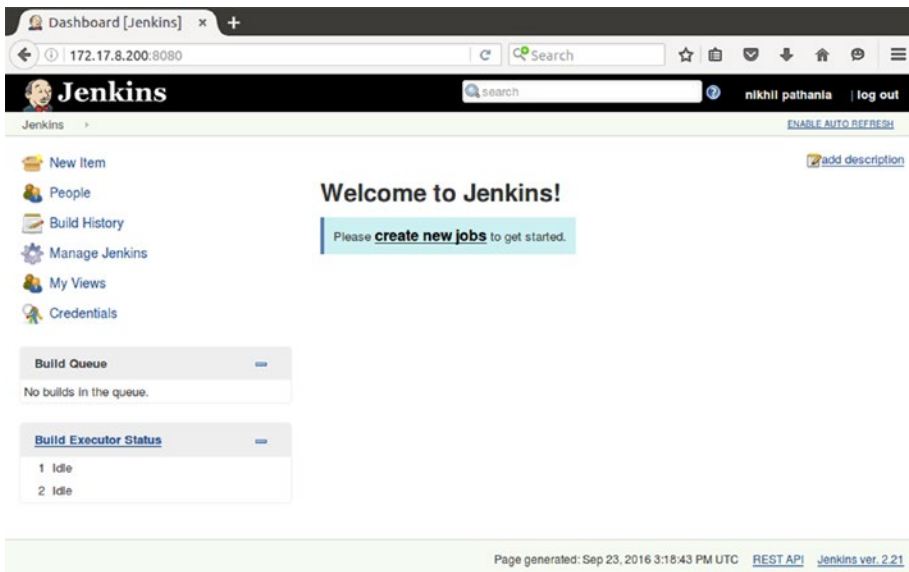 Dashboard [Jenkins]
172.17.8.200:8080
Search
Jenkins
search
nikhil pathania
| log out
Jenkins
ENABLE AUTO REFRESH
New Item
People
Build History
Manage Jenkins
My Views
Credentials
add description
Welcome to Jenkins!
Please create new jobs to get started.
Build Queue
No builds in the queue.
Build Executor Status
1 Idle
2 Idle
Page generated: Sep 23, 2016 3:18:43 PM UTC REST API Jenkins ver. 2.21